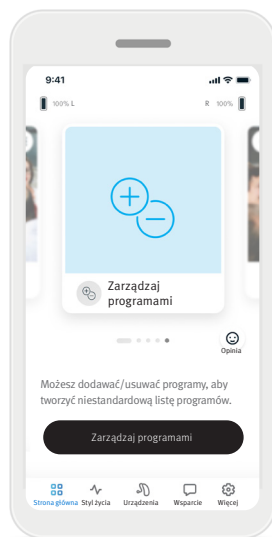 9:41
100% L
R 100%
Zarządzaj
programami
Opinia
Możesz dodawać/usuwać programy, aby
tworzyć niestandardową listę programów.
Zarządzaj programami
Strona główna Styl życia Urządzenia Wsparcie Więcej